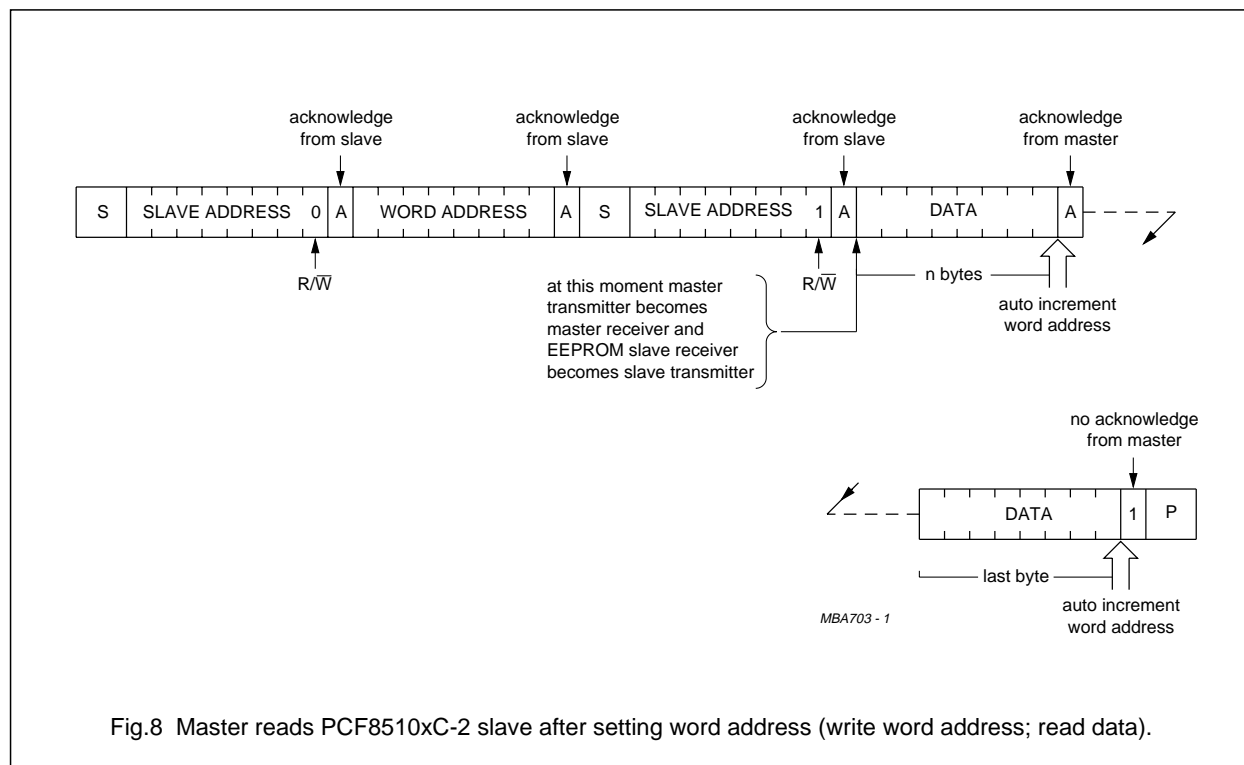 acknowledge
from slave
acknowledge
from slave
acknowledge
from slave
acknowledge
from master
S SLAVE ADDRESS 0 A WORD ADDRESS A S SLAVE ADDRESS 1 A DATA A
R/W̅
R/W̅
n bytes
auto increment
word address
at this moment master
transmitter becomes
master receiver and
EEPROM slave receiver
becomes slave transmitter
no acknowledge
from master
DATA 1 P
last byte
auto increment
word address
MBA703 - 1
Fig.8 Master reads PCF8510xC-2 slave after setting word address (write word address; read data).